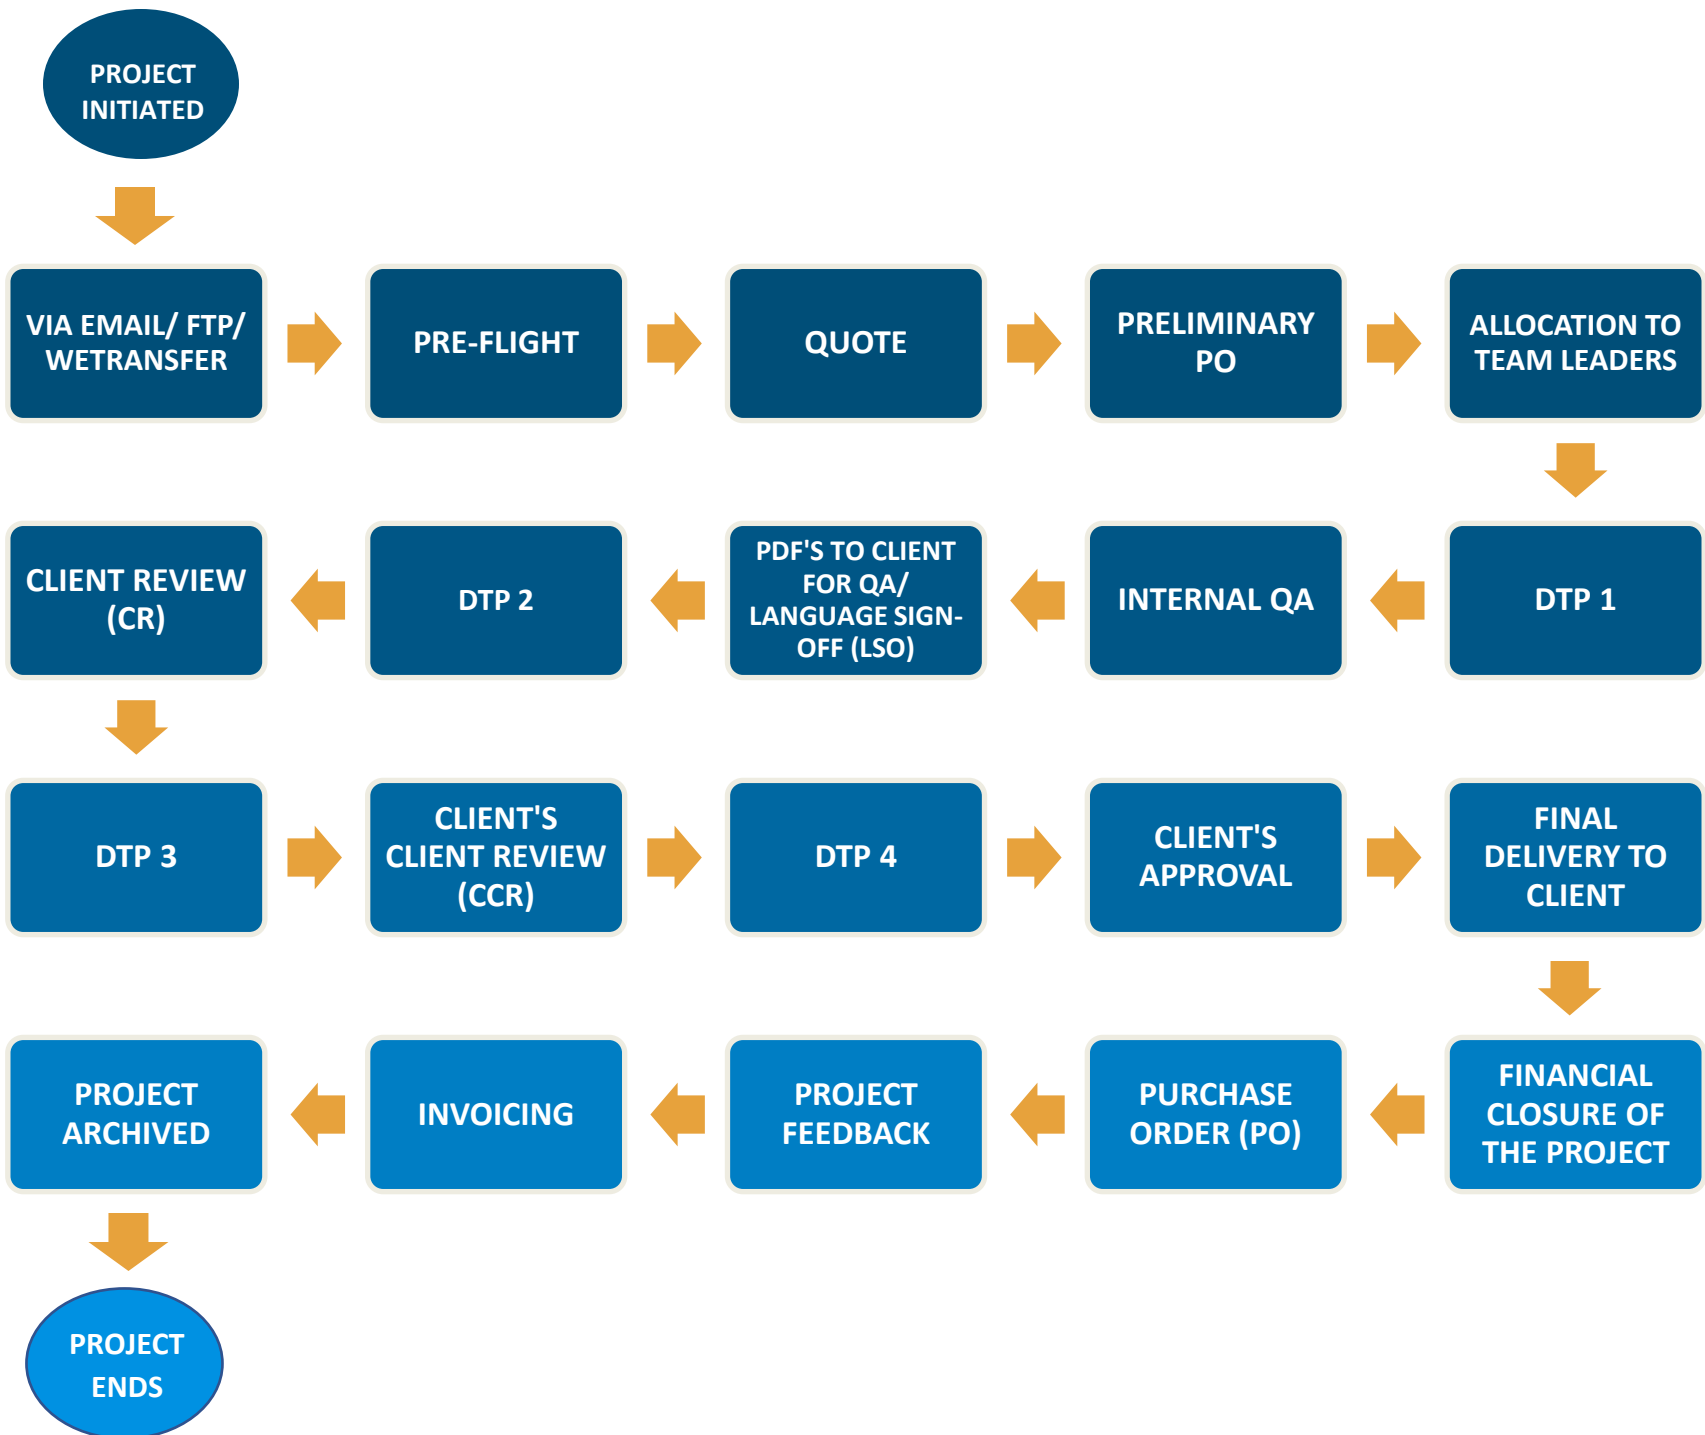 PROJECT
INITIATED
VIA EMAIL/ FTP/
WETRANSFER
PRE-FLIGHT
QUOTE
PRELIMINARY
PO
ALLOCATION TO
TEAM LEADERS
DTP 1
INTERNAL QA
PDF'S TO CLIENT
FOR QA/
LANGUAGE SIGN-
OFF (LSO)
DTP 2
CLIENT REVIEW
(CR)
DTP 3
CLIENT'S
CLIENT REVIEW
(CCR)
DTP 4
CLIENT'S
APPROVAL
FINAL
DELIVERY TO
CLIENT
FINANCIAL
CLOSURE OF
THE PROJECT
PURCHASE
ORDER (PO)
PROJECT
FEEDBACK
INVOICING
PROJECT
ARCHIVED
PROJECT
ENDS